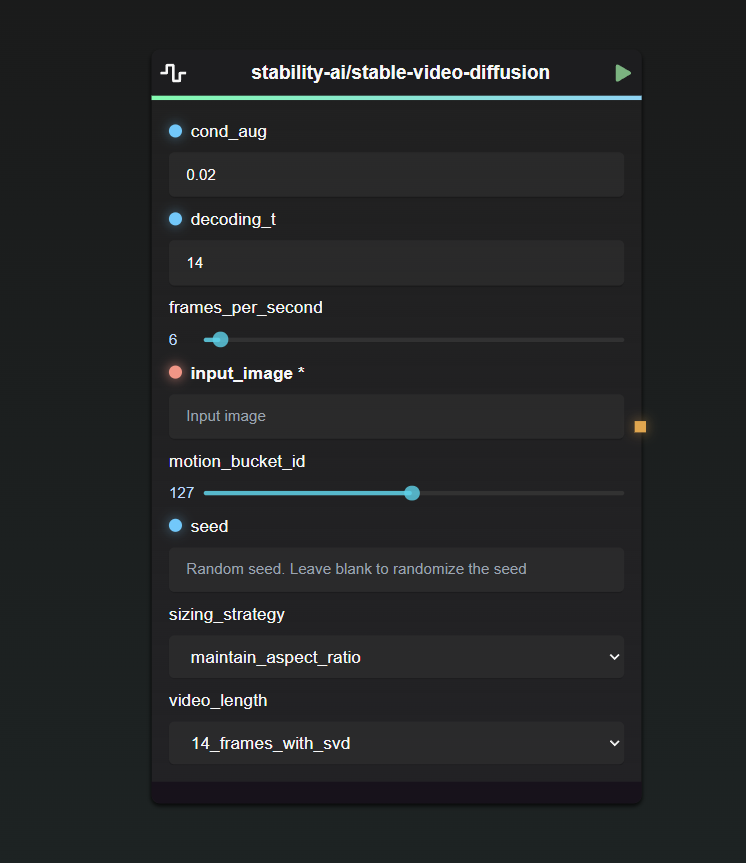 stability-ai/stable-video-diffusion
cond_aug
0.02
decoding_t
14
frames_per_second
6
input_image *
Input image
motion_bucket_id
127
seed
Random seed. Leave blank to randomize the seed
sizing_strategy
maintain_aspect_ratio
video_length
14_frames_with_svd